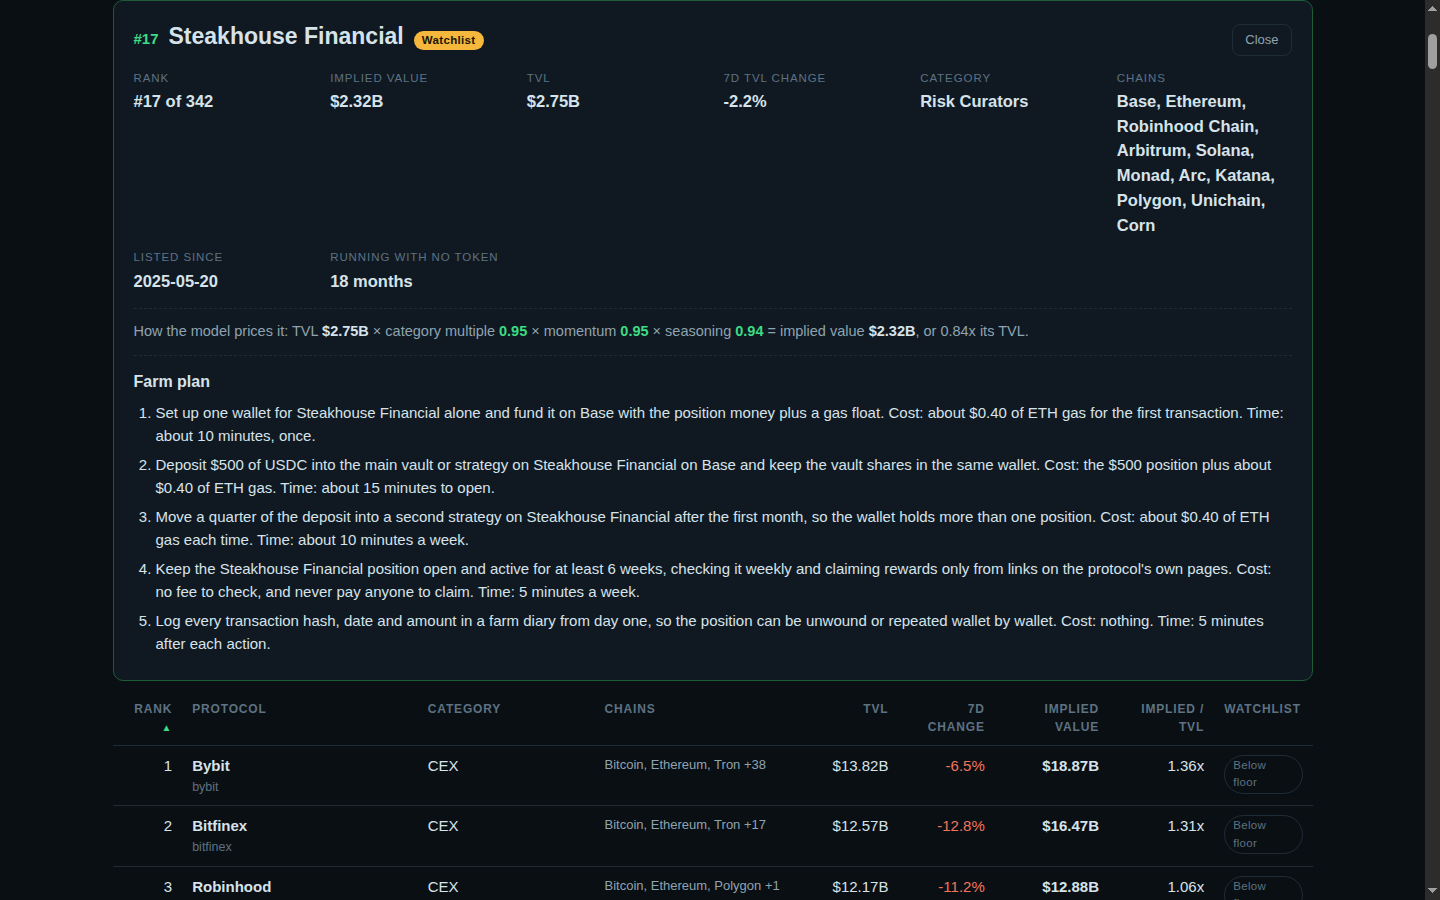 #17 Steakhouse Financial Watchlist Close
RANK IMPLIED VALUE TVL 7D TVL CHANGE CATEGORY CHAINS
#17 of 342 $2.32B $2.75B -2.2% Risk Curators Base, Ethereum,
Robinhood Chain,
Arbitrum, Solana,
Monad, Arc, Katana,
Polygon, Unichain,
Corn
LISTED SINCE RUNNING WITH NO TOKEN
2025-05-20 18 months
How the model prices it: TVL $2.75B × category multiple 0.95 × momentum 0.95 × seasoning 0.94 = implied value $2.32B, or 0.84x its TVL.
Farm plan
1. Set up one wallet for Steakhouse Financial alone and fund it on Base with the position money plus a gas float. Cost: about $0.40 of ETH gas for the first transaction. Time:
about 10 minutes, once.
2. Deposit $500 of USDC into the main vault or strategy on Steakhouse Financial on Base and keep the vault shares in the same wallet. Cost: the $500 position plus about
$0.40 of ETH gas. Time: about 15 minutes to open.
3. Move a quarter of the deposit into a second strategy on Steakhouse Financial after the first month, so the wallet holds more than one position. Cost: about $0.40 of ETH
gas each time. Time: about 10 minutes a week.
4. Keep the Steakhouse Financial position open and active for at least 6 weeks, checking it weekly and claiming rewards only from links on the protocol's own pages. Cost:
no fee to check, and never pay anyone to claim. Time: 5 minutes a week.
5. Log every transaction hash, date and amount in a farm diary from day one, so the position can be unwound or repeated wallet by wallet. Cost: nothing. Time: 5 minutes
after each action.
RANK PROTOCOL CATEGORY CHAINS TVL 7D IMPLIED IMPLIED / WATCHLIST
▲ CHANGE VALUE TVL
1 Bybit CEX Bitcoin, Ethereum, Tron +38 $13.82B -6.5% $18.87B 1.36x Below
bybit floor
2 Bitfinex CEX Bitcoin, Ethereum, Tron +17 $12.57B -12.8% $16.47B 1.31x Below
bitfinex floor
3 Robinhood CEX Bitcoin, Ethereum, Polygon +1 $12.17B -11.2% $12.88B 1.06x Below